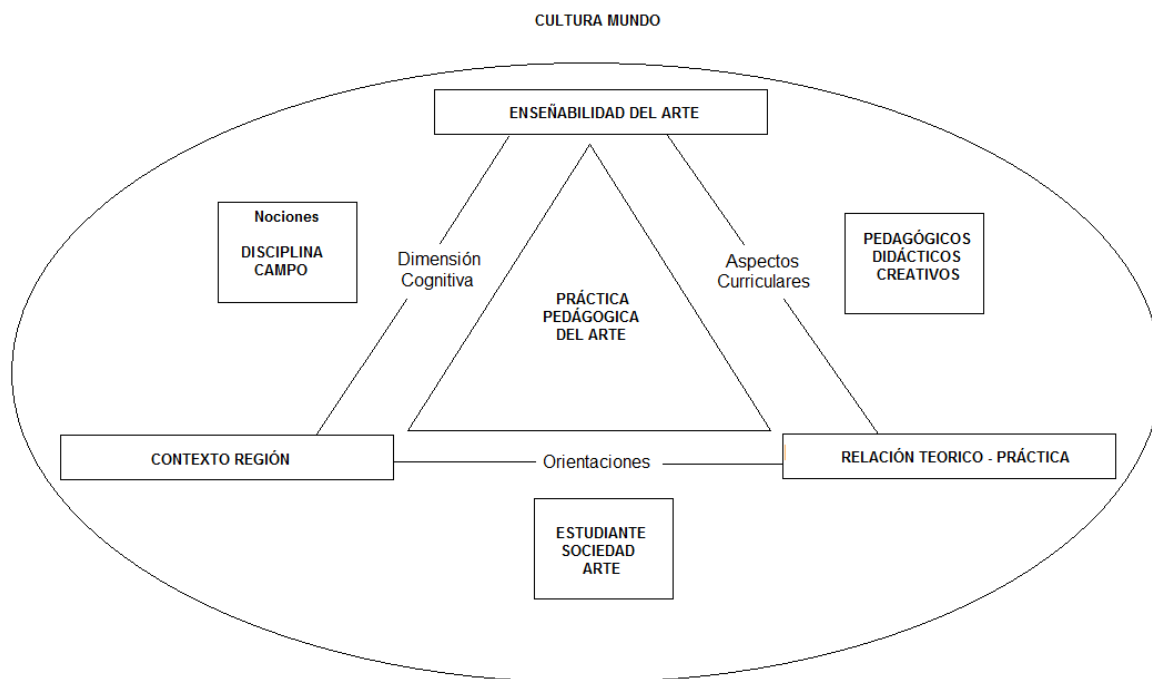 CULTURA MUNDO
ENSEÑABILIDAD DEL ARTE
Nociones
DISCIPLINA
CAMPO
Dimensión
Cognitiva
Aspectos
Curriculares
PEDAGÓGICOS
DIDÁCTICOS
CREATIVOS
PRÁCTICA
PEDÁGOGICA
DEL ARTE
CONTEXTO REGIÓN
Orientaciones
RELACIÓN TEORICO - PRÁCTICA
ESTUDIANTE
SOCIEDAD
ARTE